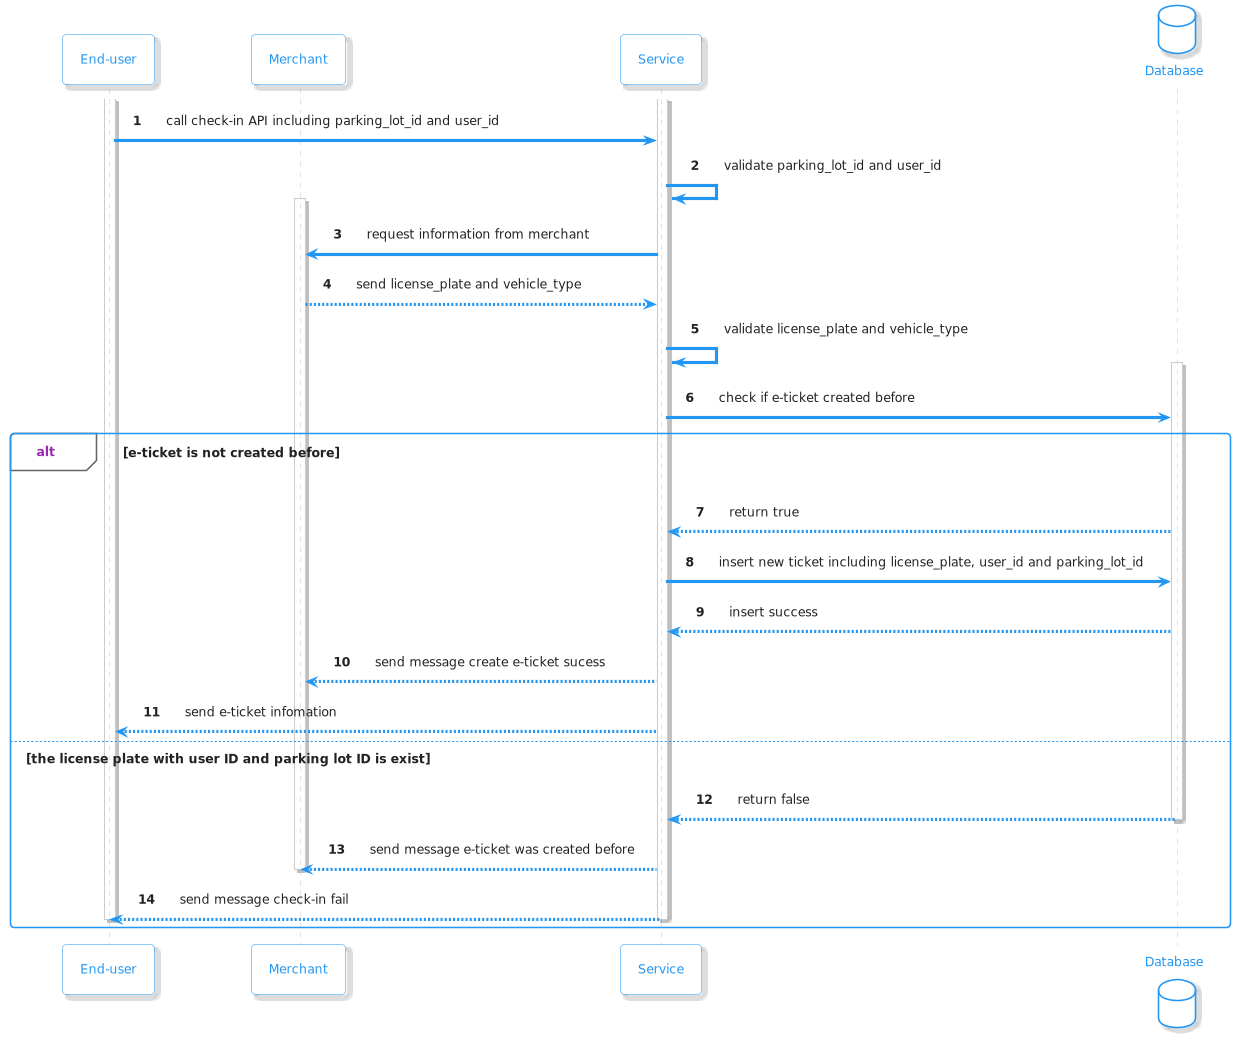 End-user
Merchant
Service
Database
1 call check-in API including parking_lot_id and user_id
2 validate parking_lot_id and user_id
3 request information from merchant
4 send license_plate and vehicle_type
5 validate license_plate and vehicle_type
6 check if e-ticket created before
alt [e-ticket is not created before]
7 return true
8 insert new ticket including license_plate, user_id and parking_lot_id
9 insert success
10 send message create e-ticket sucess
11 send e-ticket infomation
[the license plate with user ID and parking lot ID is exist]
12 return false
13 send message e-ticket was created before
14 send message check-in fail
End-user
Merchant
Service
Database